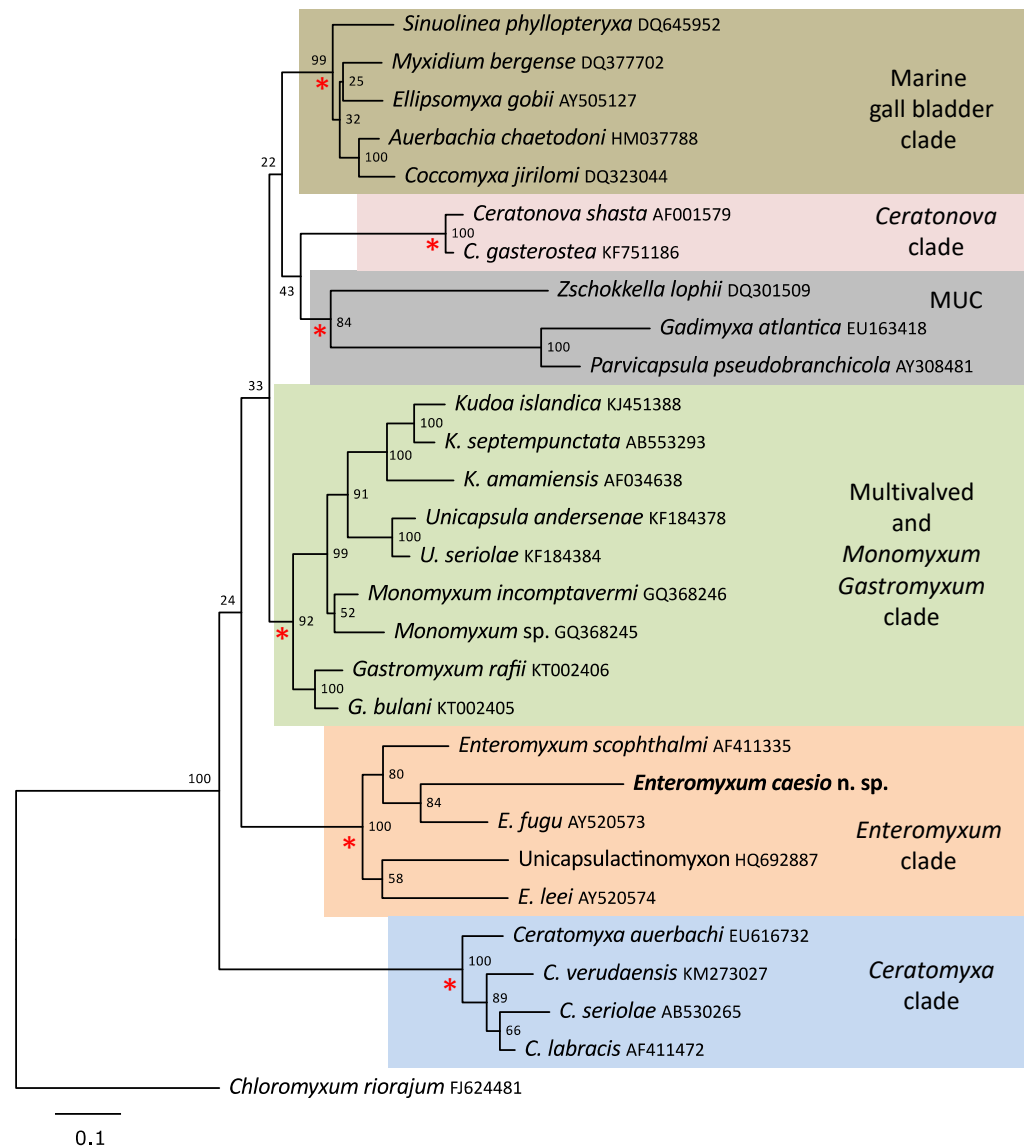 Sinuolinea phyllopteryxa DQ645952
99
*
Myxidium bergense DQ377702
25
Marine
gall bladder
clade
Ellipsomyxa gobii AY505127
32
Auerbachia chaetodoni HM037788
100
Coccomyxa jirilomi DQ323044
22
Ceratonova shasta AF001579
100
*
C. gasterostea KF751186
Ceratonova
clade
43
Zschokkella lophii DQ301509
MUC
84
*
Gadimyxa atlantica EU163418
100
Parvicapsula pseudobranchicola AY308481
33
Kudoa islandica KJ451388
100
K. septempunctata AB553293
100
K. amamiensis AF034638
91
Unicapsula andersenae KF184378
100
U. seriolae KF184384
99
Monomyxum incomptavermi GQ368246
52
Monomyxum sp. GQ368245
92
*
Gastromyxum rafii KT002406
100
G. bulani KT002405
Multivalved
and
Monomyxum
Gastromyxum
clade
24
Enteromyxum scophthalmi AF411335
80
Enteromyxum caesio n. sp.
84
E. fugu AY520573
100
*
Unicapsulactinomyxon HQ692887
58
E. leei AY520574
Enteromyxum
clade
100
Ceratomyxa auerbachi EU616732
100
*
C. verudaensis KM273027
89
C. seriolae AB530265
66
C. labracis AF411472
Ceratomyxa
clade
Chloromyxum riorajum FJ624481
0.1